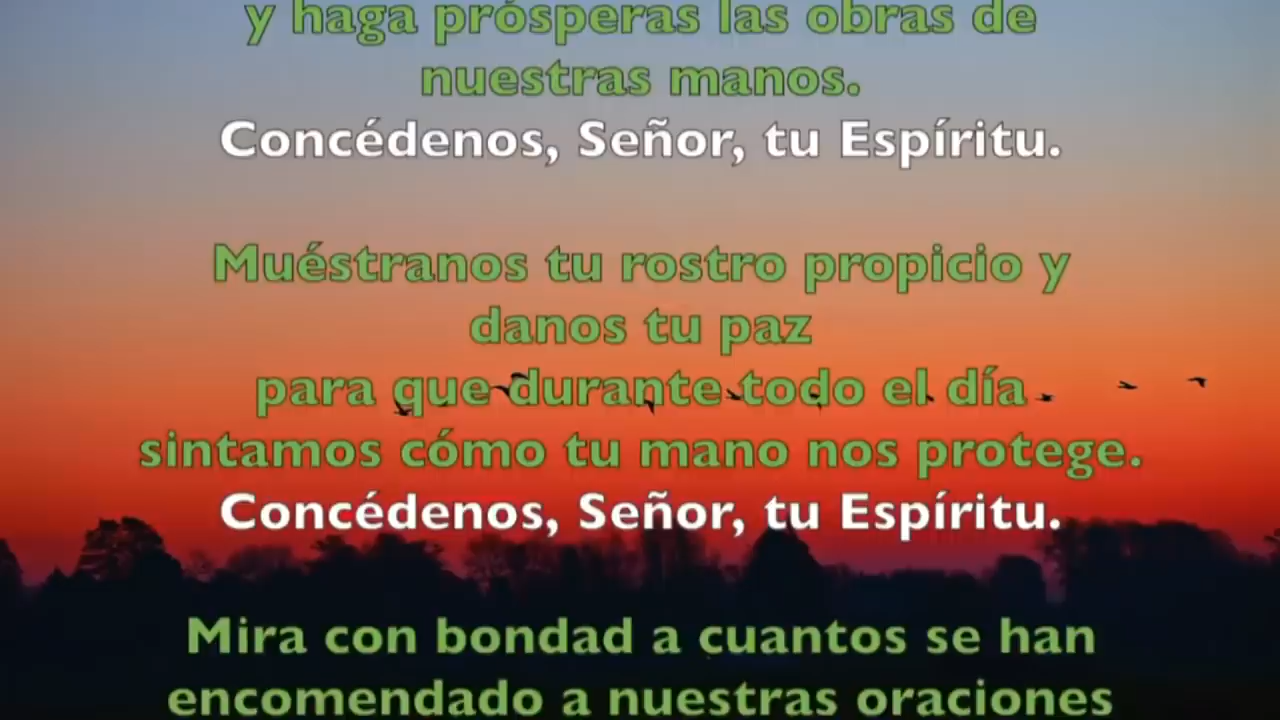 y haga prósperas las obras de
nuestras manos.
Concédenos, Señor, tu Espíritu.
Muéstranos tu rostro propicio y
danos tu paz
para que durante todo el día
sintamos cómo tu mano nos protege.
Concédenos, Señor, tu Espíritu.
Mira con bondad a cuantos se han
encomendado a nuestras oraciones